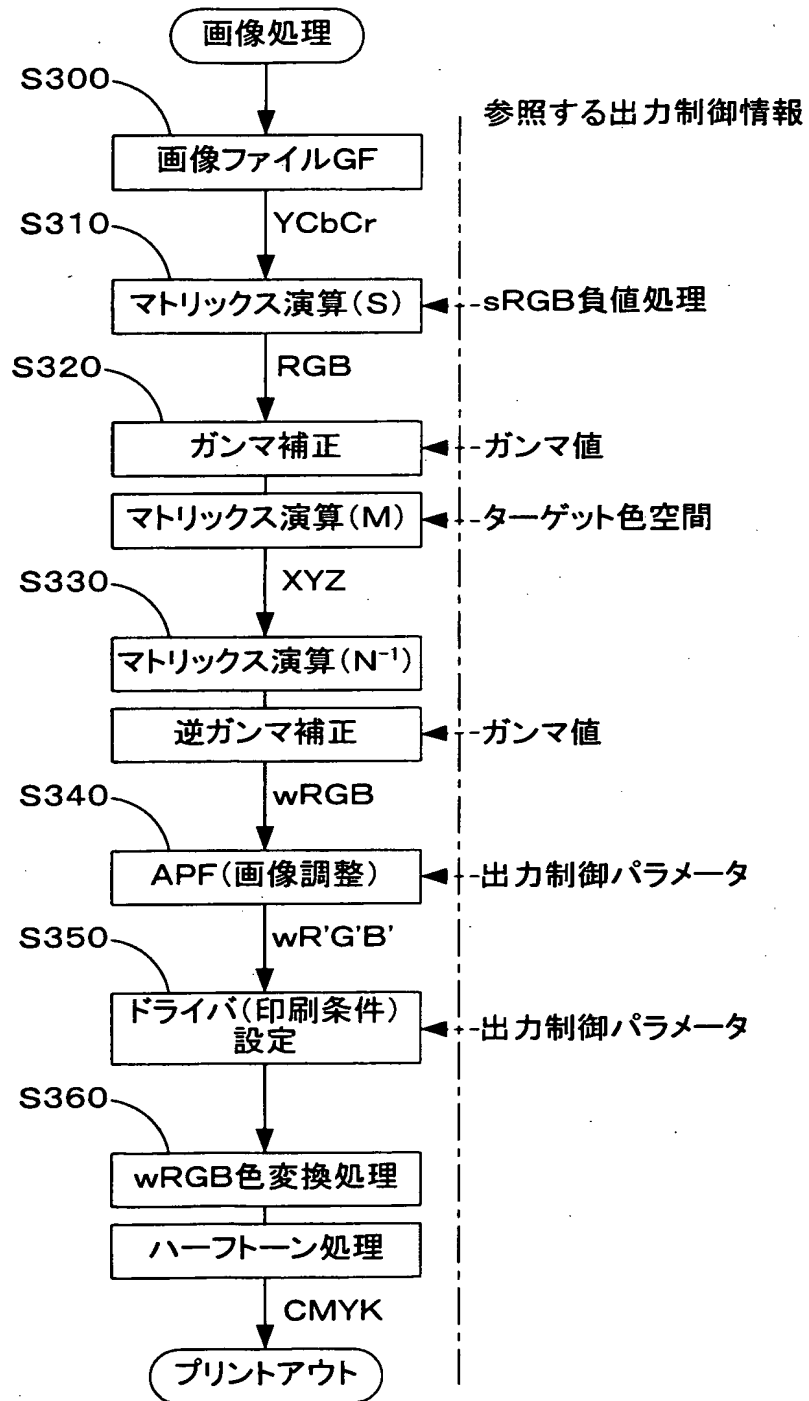 画像処理
S300
参照する出力制御情報
画像ファイルGF
YCbCr
S310
マトリックス演算(S)
sRGB負値処理
RGB
S320
ガンマ補正
ガンマ値
マトリックス演算(M)
ターゲット色空間
XYZ
S330
マトリックス演算(N⁻¹)
逆ガンマ補正
ガンマ値
wRGB
S340
APF(画像調整)
出力制御パラメータ
wR'G'B'
S350
ドライバ(印刷条件)
設定
出力制御パラメータ
S360
wRGB色変換処理
ハーフトーン処理
CMYK
プリントアウト